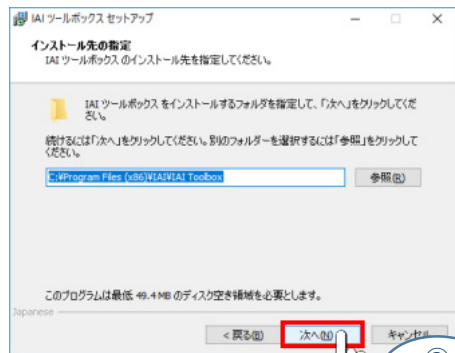 IAI ツールボックス セットアップ
インストール先の指定
IAI ツールボックス のインストール先を指定してください。
IAI ツールボックス をインストールするフォルダを指定して、「次へ」をクリックしてくだ
さい。
続けるには「次へ」をクリックしてください。別のフォルダーを選択するには「参照」をクリックして
ください。
C:¥Program Files (x86)¥IAI¥IAI Toolbox
参照(R)
このプログラムは最低 49.4 MB のディスク空き領域を必要とします。
Japanese
< 戻る(B)
次へ(N)
キャンセル